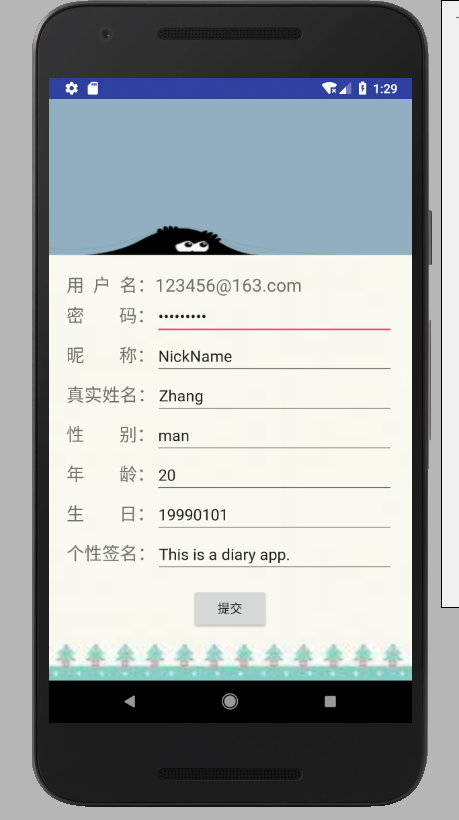 1:29
用 户 名：123456@163.com
密 码：•••••••••
昵 称：NickName
真实姓名：Zhang
性 别：man
年 龄：20
生 日：19990101
个性签名：This is a diary app.
提交